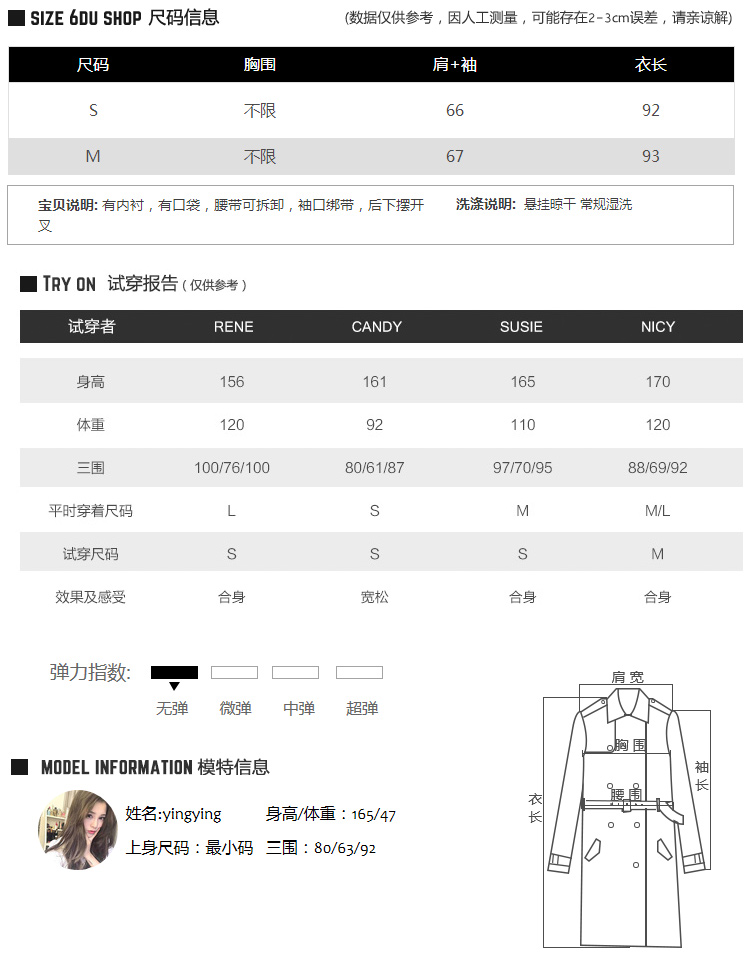 SIZE 6DU SHOP 尺码信息 (数据仅供参考，因人工测量，可能存在2-3cm误差，请亲谅解)
尺码 胸围 肩+袖 衣长
S 不限 66 92
M 不限 67 93
宝贝说明: 有内衬，有口袋，腰带可拆卸，袖口绑带，后下摆开
叉
洗涤说明: 悬挂晾干 常规湿洗
TRY ON 试穿报告 ( 仅供参考 )
试穿者 RENE CANDY SUSIE NICY
身高 156 161 165 170
体重 120 92 110 120
三围 100/76/100 80/61/87 97/70/95 88/69/92
平时穿着尺码 L S M M/L
试穿尺码 S S S M
效果及感受 合身 宽松 合身 合身
弹力指数:
无弹 微弹 中弹 超弹
肩宽
胸围
袖长
腰围
衣长
MODEL INFORMATION 模特信息
姓名:yingying 身高/体重：165/47
上身尺码：最小码 三围：80/63/92